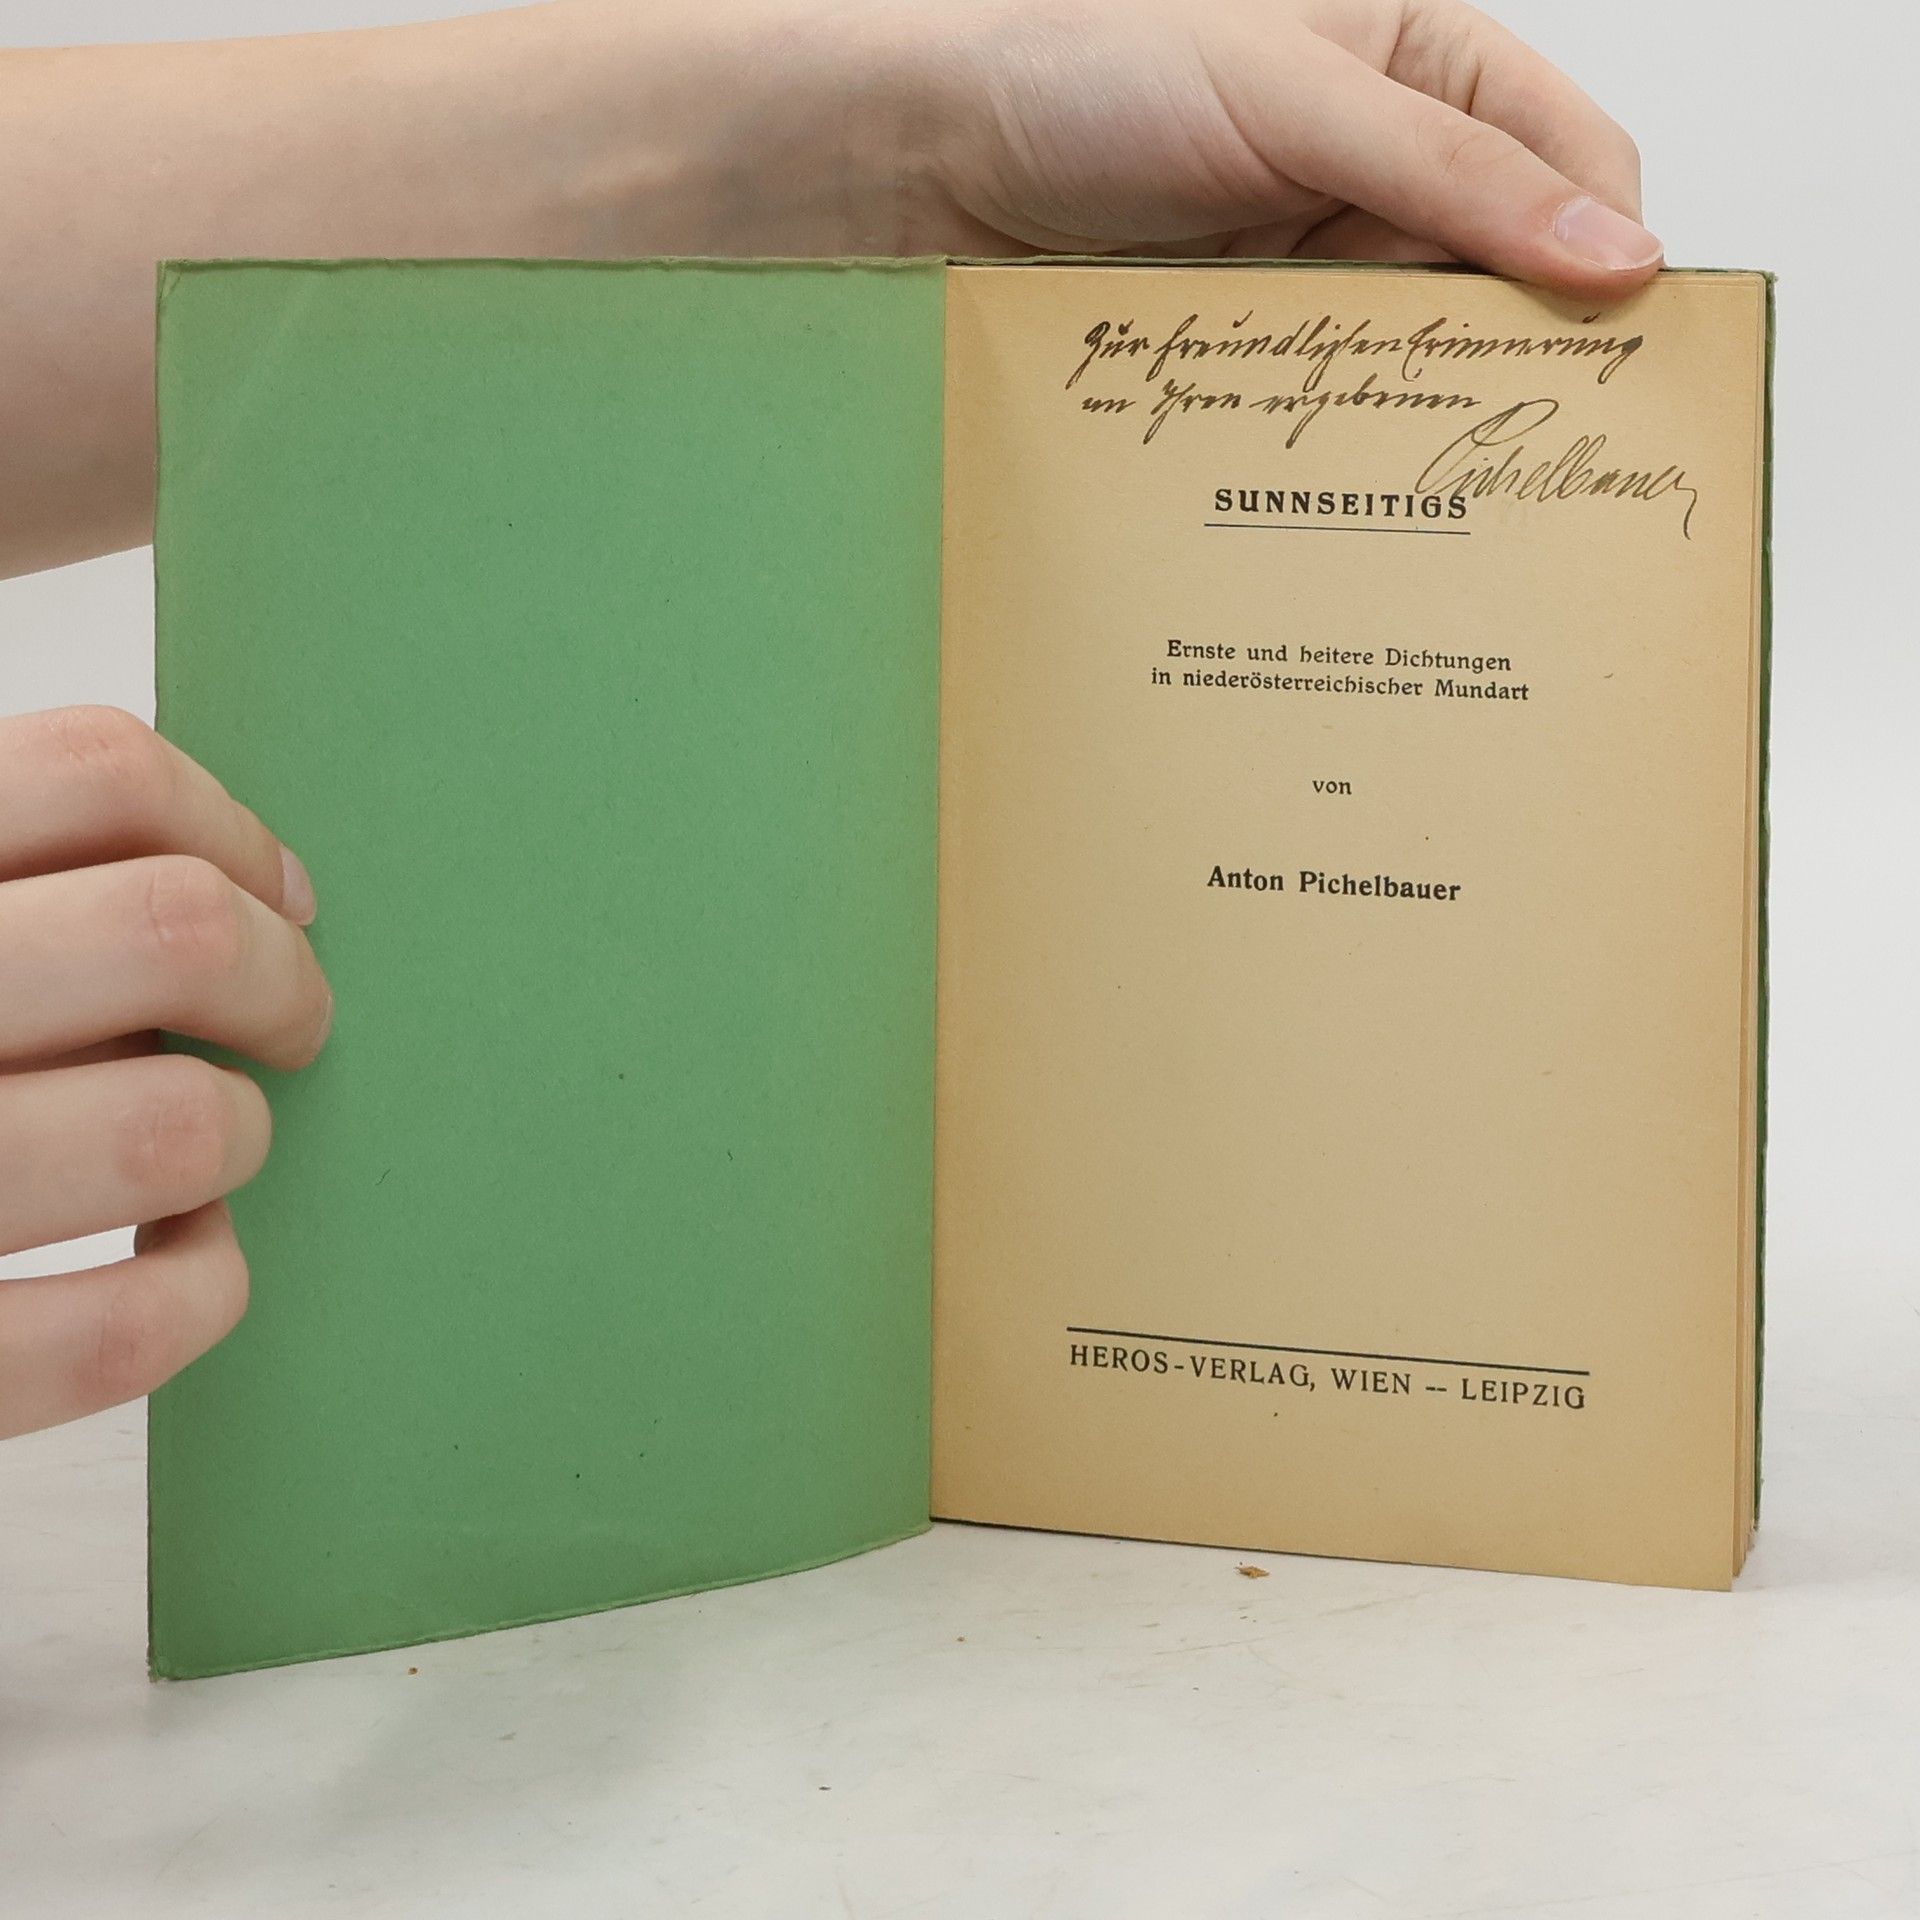 Zur freundlichen Erinnerung
an Ihren ergebenen
Pichelbauer
SUNNSEITIGS
Ernste und heitere Dichtungen
in niederösterreichischer Mundart
von
Anton Pichelbauer
HEROS-VERLAG, WIEN -- LEIPZIG